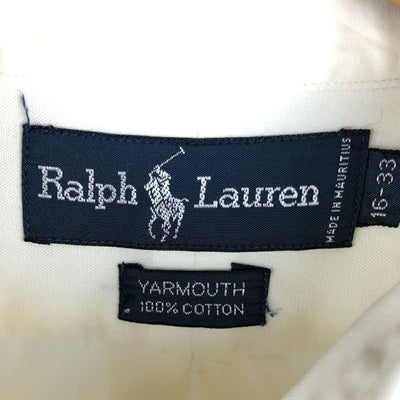 Ralph Lauren
MADE IN MAURITIUS
16-33
YARMOUTH
100% COTTON